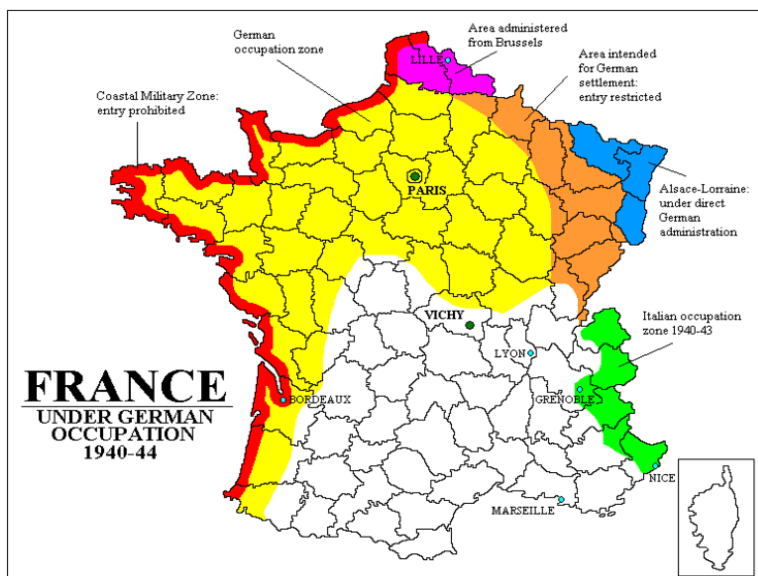 German
occupation zone
Area administered
from Brussels
Area intended
for German
settlement:
entry restricted
Coastal Military Zone:
entry prohibited
LILLE
PARIS
Alsace-Lorraine:
under direct
German
administration
VICHY
Italian occupation
zone 1940-43
LYON
GRENOBLE
BORDEAUX
NICE
MARSEILLE
FRANCE
UNDER GERMAN
OCCUPATION
1940-44